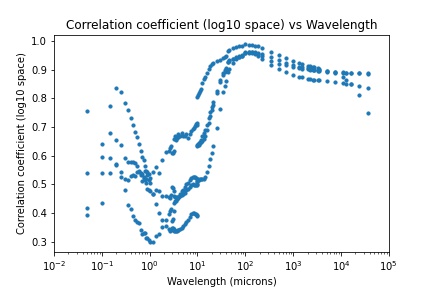 Correlation coefficient (log10 space) vs Wavelength
Correlation coefficient (log10 space)
1.0
0.9
0.8
0.7
0.6
0.5
0.4
0.3
10⁻² 10⁻¹ 10⁰ 10¹ 10² 10³ 10⁴ 10⁵
Wavelength (microns)